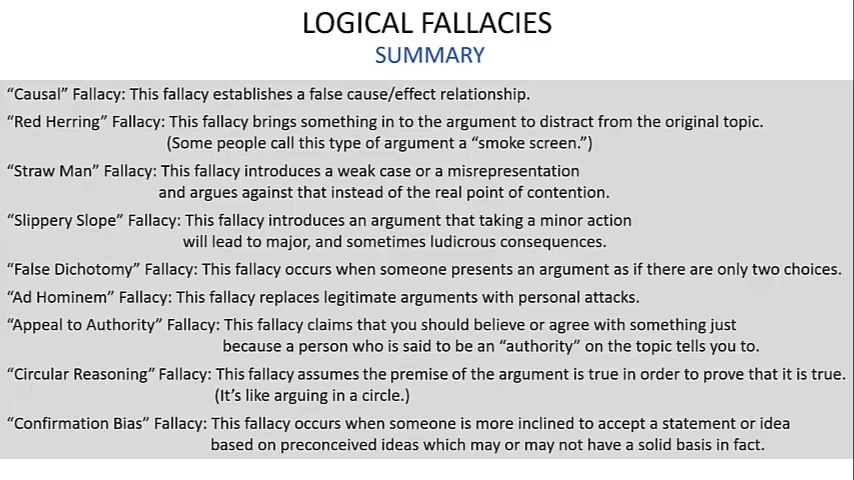 LOGICAL FALLACIES
SUMMARY
“Causal” Fallacy: This fallacy establishes a false cause/effect relationship.
“Red Herring” Fallacy: This fallacy brings something in to the argument to distract from the original topic.
(Some people call this type of argument a “smoke screen.”)
“Straw Man” Fallacy: This fallacy introduces a weak case or a misrepresentation
and argues against that instead of the real point of contention.
“Slippery Slope” Fallacy: This fallacy introduces an argument that taking a minor action
will lead to major, and sometimes ludicrous consequences.
“False Dichotomy” Fallacy: This fallacy occurs when someone presents an argument as if there are only two choices.
“Ad Hominem” Fallacy: This fallacy replaces legitimate arguments with personal attacks.
“Appeal to Authority” Fallacy: This fallacy claims that you should believe or agree with something just
because a person who is said to be an “authority” on the topic tells you to.
“Circular Reasoning” Fallacy: This fallacy assumes the premise of the argument is true in order to prove that it is true.
(It’s like arguing in a circle.)
“Confirmation Bias” Fallacy: This fallacy occurs when someone is more inclined to accept a statement or idea
based on preconceived ideas which may or may not have a solid basis in fact.